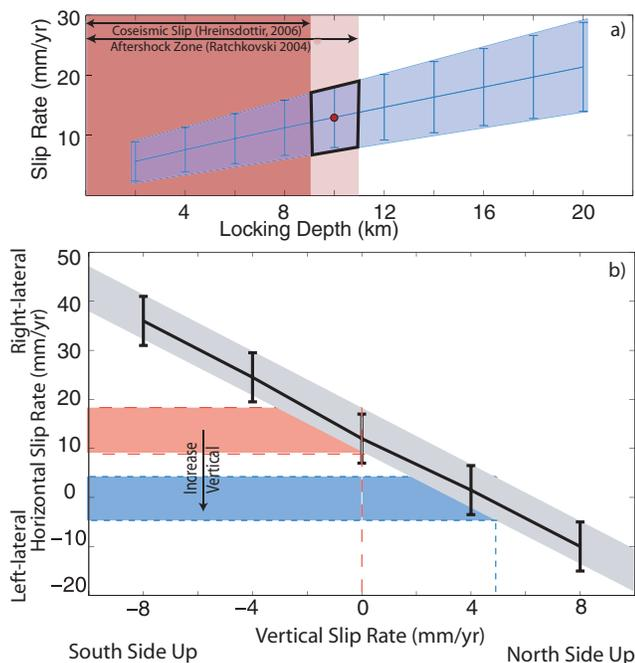 30
Coseismic Slip (Hreinsdottir, 2006)
a)
Aftershock Zone (Ratchkovski 2004)
20
10
Slip Rate (mm/yr)
4
8
12
16
20
Locking Depth (km)
50
b)
40
30
20
10
0
−10
−20
Right-lateral
Horizontal Slip Rate (mm/yr)
Left-lateral
Increase
Vertical
−8
−4
0
4
8
Vertical Slip Rate (mm/yr)
South Side Up
North Side Up